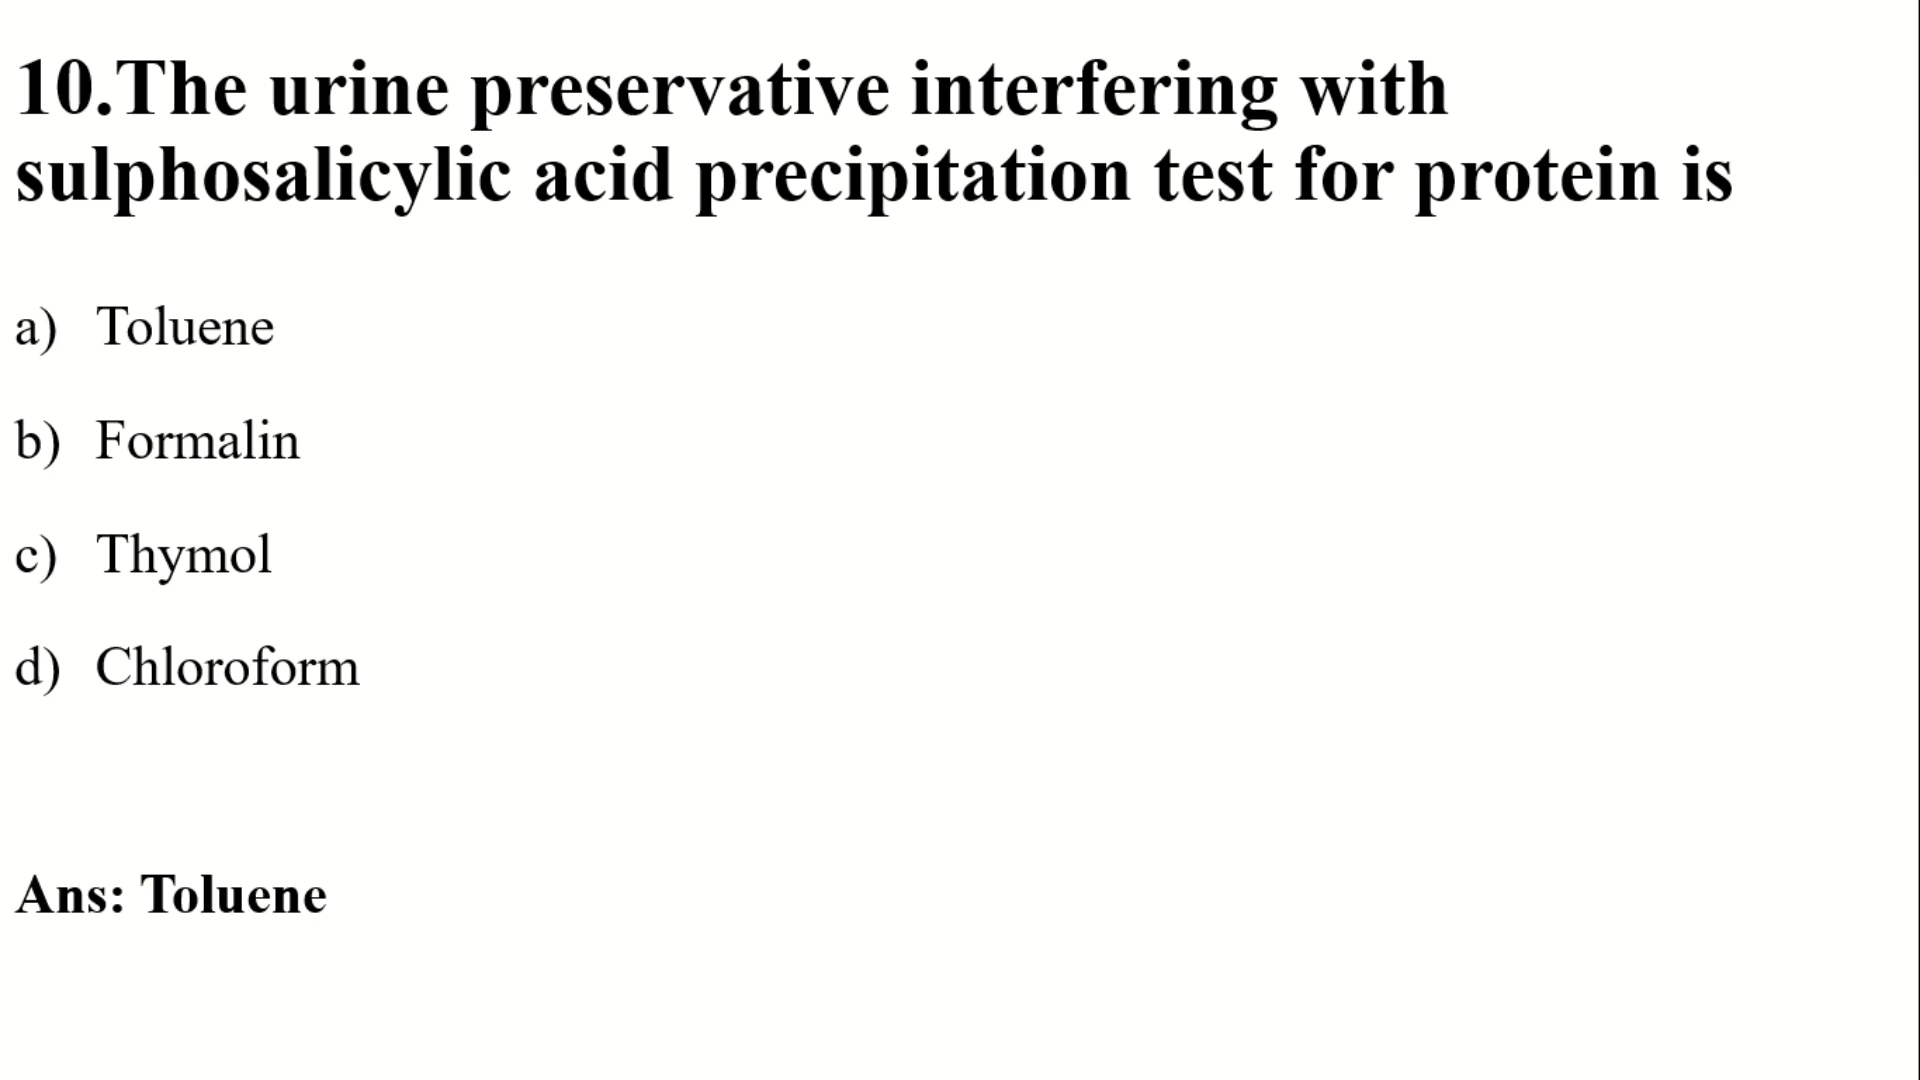 10.The urine preservative interfering with
sulphosalicylic acid precipitation test for protein is
a) Toluene
b) Formalin
c) Thymol
d) Chloroform
Ans: Toluene